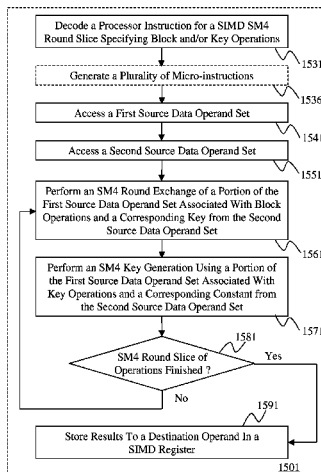 Decode a Processor Instruction for a SIMD SM4
Round Slice Specifying Block and/or Key Operations
1531
Generate a Plurality of Micro-instructions
1536
Access a First Source Data Operand Set
1541
Access a Second Source Data Operand Set
1551
Perform an SM4 Round Exchange of a Portion of the
First Source Data Operand Set Associated With Block
Operations and a Corresponding Key from the Second
Source Data Operand Set
1561
Perform an SM4 Key Generation Using a Portion of
the First Source Data Operand Set Associated With
Key Operations and a Corresponding Constant from
the Second Source Data Operand Set
1571
1581
SM4 Round Slice of
Operations Finished ?
Yes
No
1591
Store Results To a Destination Operand In a
SIMD Register
1501